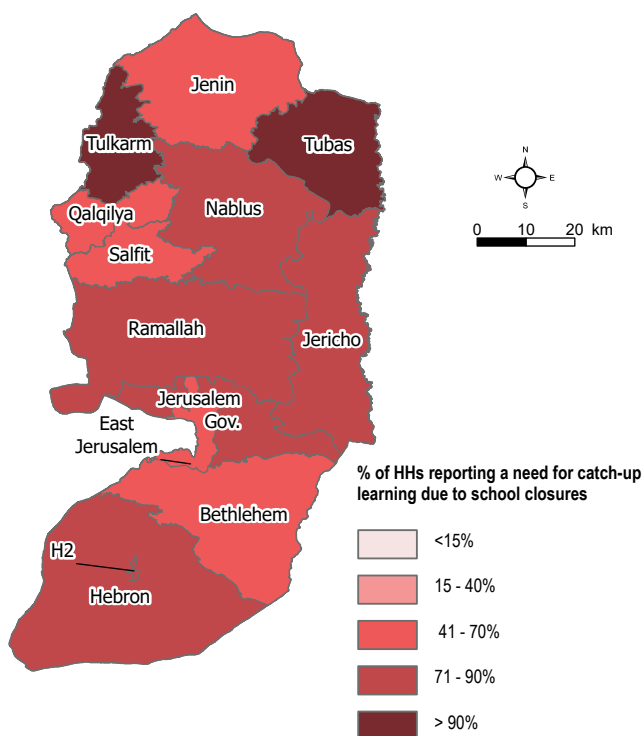 Jenin
Tulkarm
Tubas
N
W E
S
Qalqilya
Nablus
Salfit
0 10 20 km
Ramallah
Jericho
Jerusalem
Gov.
East
Jerusalem
% of HHs reporting a need for catch-up
learning due to school closures
Bethlehem
<15%
H2
15 - 40%
Hebron
41 - 70%
71 - 90%
> 90%